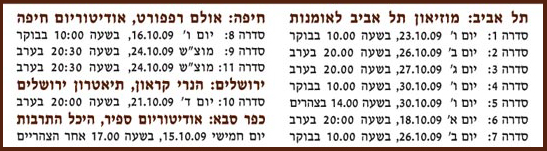 תל אביב: מוזיאון תל אביב לאומנות
סדרה 1: יום ו' 23.10.09, בשעה 10.00 בבוקר
סדרה 2: יום ב' 26.10.09, בשעה 20.00 בערב
סדרה 3: יום ג' 27.10.09, בשעה 20.00 בערב
סדרה 4: יום ו' 30.10.09, בשעה 10.00 בבוקר
סדרה 5: יום ו' 30.10.09, בשעה 14.00 בצהרים
סדרה 6: יום א' 18.10.09, בשעה 20.00 בערב
סדרה 7: יום ב' 26.10.09, בשעה 10.00 בבוקר
חיפה: אולם רפפורט, אודיטוריום חיפה
סדרה 8: יום ו' 16.10.09, בשעה 10:00 בבוקר
סדרה 9: מוצ"ש 24.10.09, בשעה 20:30 בערב
סדרה 11: מוצ"ש 24.10.09, בשעה 20:30 בערב
ירושלים: הנרי קראון, תיאטרון ירושלים
סדרה 10: יום ד' 21.10.09, בשעה 20:00 בערב
כפר סבא: אודיטוריום ספיר, היכל התרבות
יום חמישי 15.10.09, בשעה 17.00 אחר הצהריים